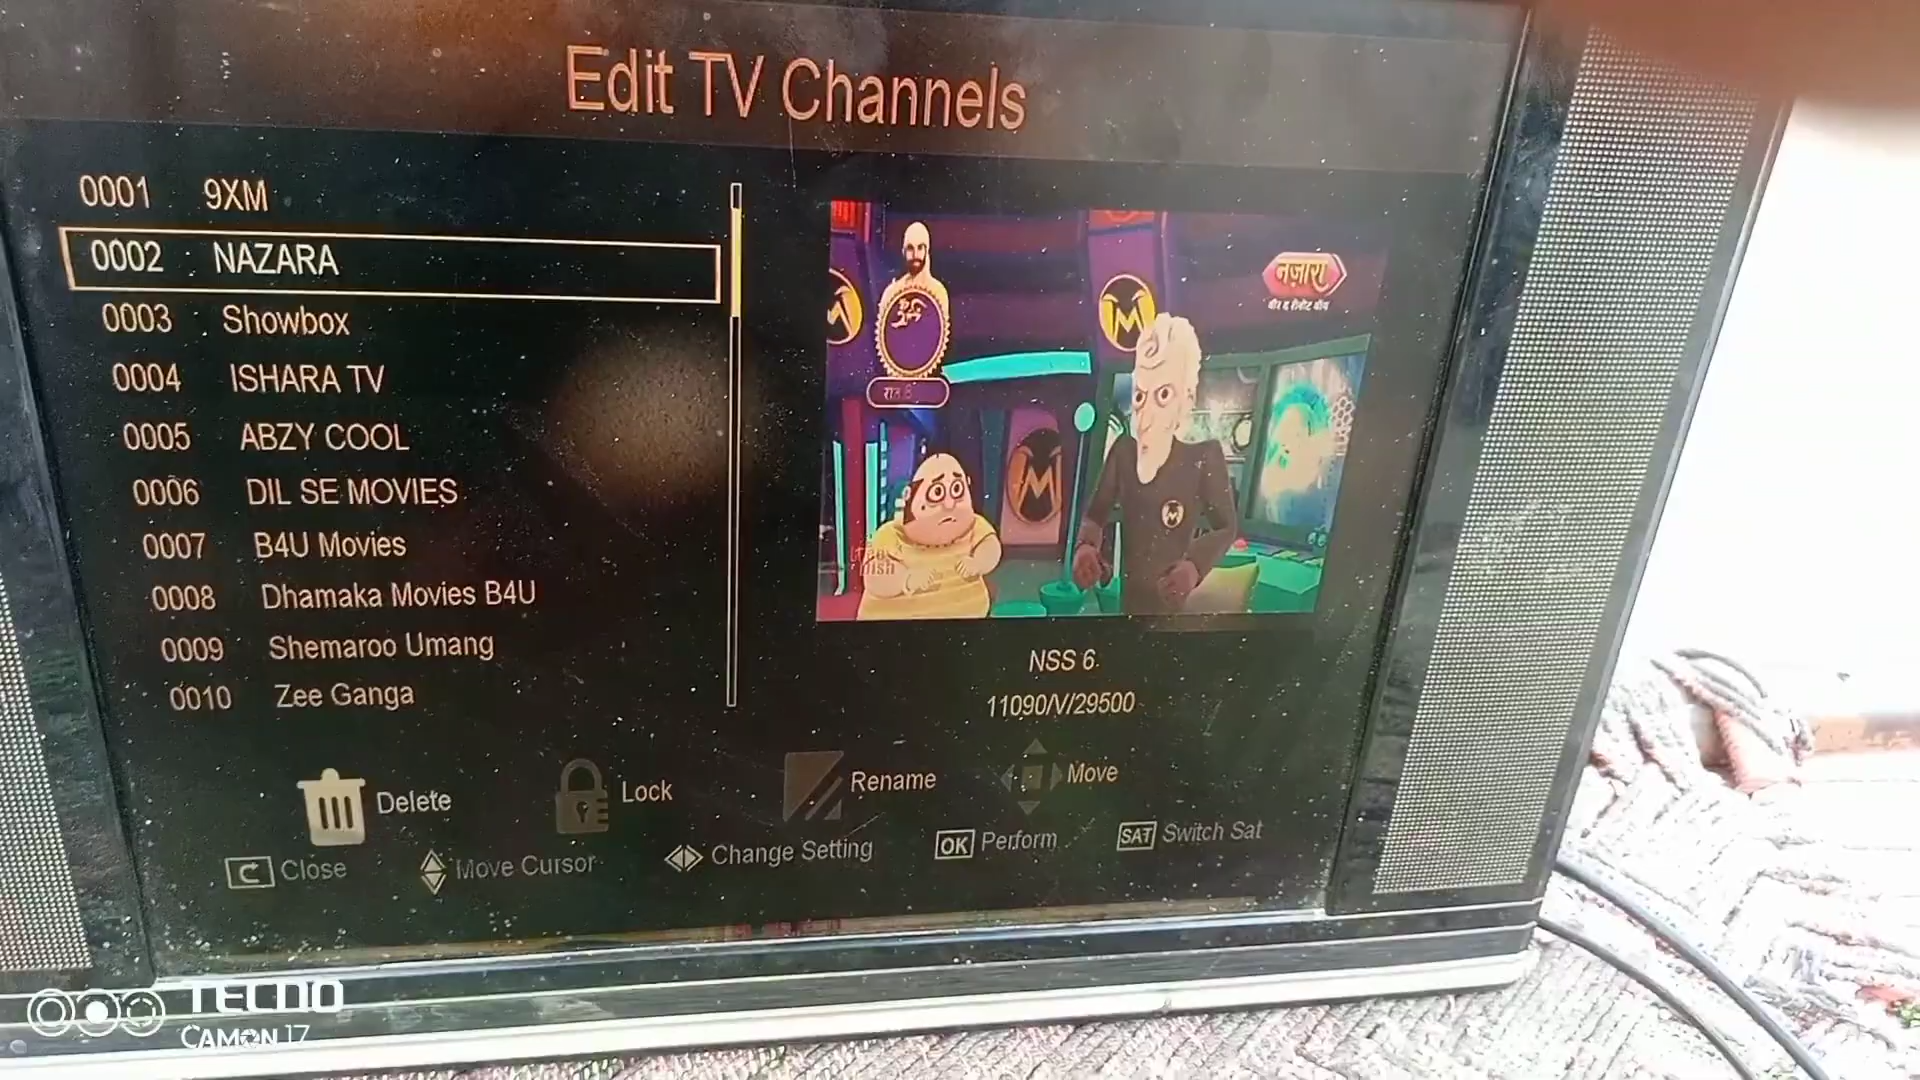 Edit TV Channels
0001 9XM
0002 : NAZARA
0003 : Showbox
0004 ISHARA TV
0005 ABZY COOL
0006 DIL SE MOVIES
0007 B4U Movies
0008 Dhamaka Movies B4U
0009 Shemaroo Umang
0010 Zee Ganga
नज़ारा
वीर द रोबोट बॉय
M
M
M
M
dish
NSS 6
11090/V/29500
Delete
Lock
Rename
Move
Close
Move Cursor
Change Setting
OK Perform
SAT Switch Sat
TECNO
CAMON 17